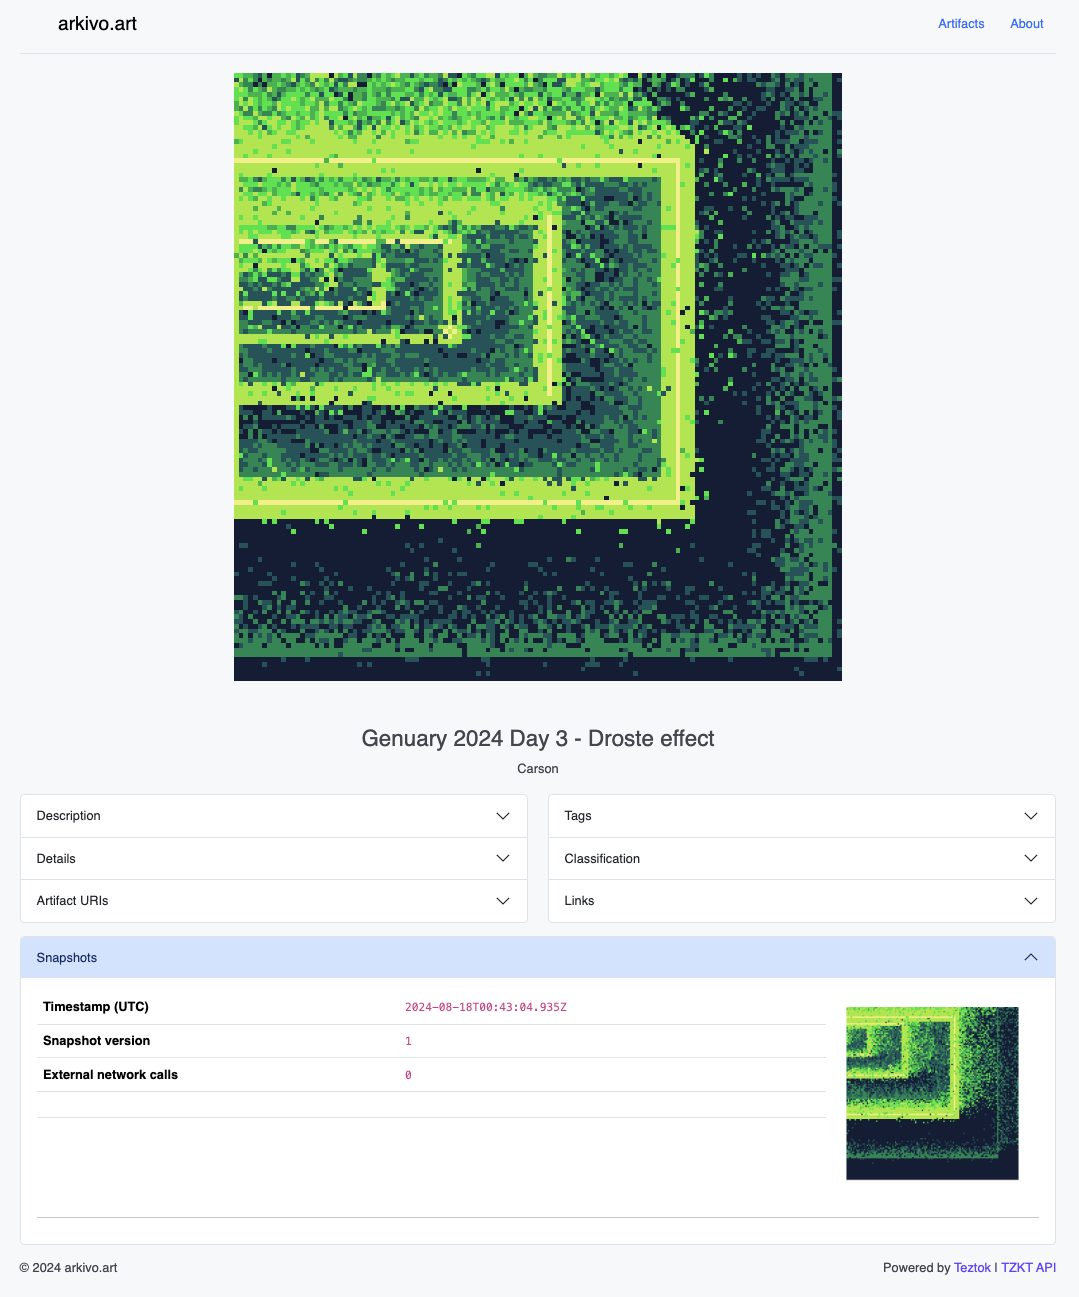 arkivo.art
Artifacts
About
Genuary 2024 Day 3 - Droste effect
Carson
Description
Details
Artifact URIs
Tags
Classification
Links
Snapshots
Timestamp (UTC) 2024-08-18T00:43:04.935Z
Snapshot version 1
External network calls 0
© 2024 arkivo.art
Powered by Teztok | TZKT API